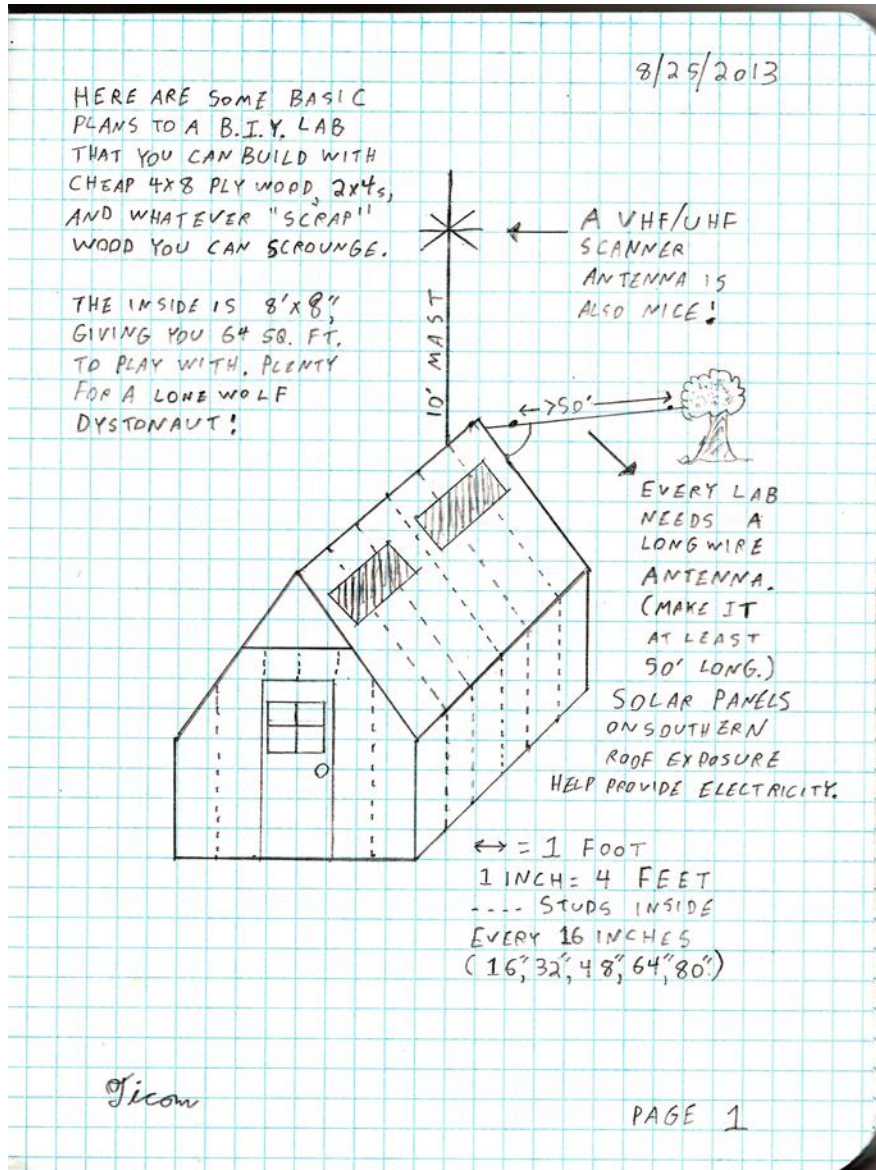 8/25/2013
HERE ARE SOME BASIC
PLANS TO A B.I.Y. LAB
THAT YOU CAN BUILD WITH
CHEAP 4X8 PLY WOOD, 2x4s,
AND WHATEVER "SCRAP"
WOOD YOU CAN SCROUNGE.
THE INSIDE IS 8'X8",
GIVING YOU 64 SQ. FT.
TO PLAY WITH. PLENTY
FOR A LONE WOLF
DYSTONAUT!
A VHF/UHF
SCANNER
ANTENNA IS
ALSO NICE!
10' MAST
<->50'
EVERY LAB
NEEDS A
LONGWIRE
ANTENNA.
(MAKE IT
AT LEAST
50' LONG.)
SOLAR PANELS
ON SOUTHERN
ROOF EXPOSURE
HELP PROVIDE ELECTRICITY.
↔ = 1 FOOT
1 INCH = 4 FEET
---- STUDS INSIDE
EVERY 16 INCHES
(16", 32", 48", 64", 80".)
Ticom
PAGE 1